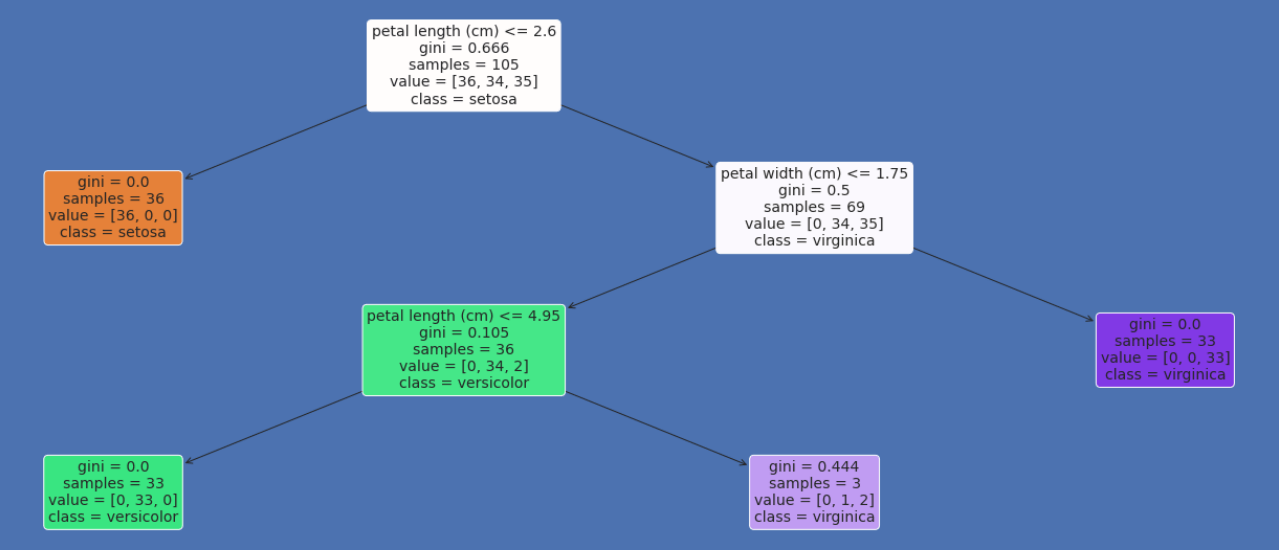 petal length (cm) <= 2.6
gini = 0.666
samples = 105
value = [36, 34, 35]
class = setosa
gini = 0.0
samples = 36
value = [36, 0, 0]
class = setosa
petal width (cm) <= 1.75
gini = 0.5
samples = 69
value = [0, 34, 35]
class = virginica
petal length (cm) <= 4.95
gini = 0.105
samples = 36
value = [0, 34, 2]
class = versicolor
gini = 0.0
samples = 33
value = [0, 0, 33]
class = virginica
gini = 0.0
samples = 33
value = [0, 33, 0]
class = versicolor
gini = 0.444
samples = 3
value = [0, 1, 2]
class = virginica